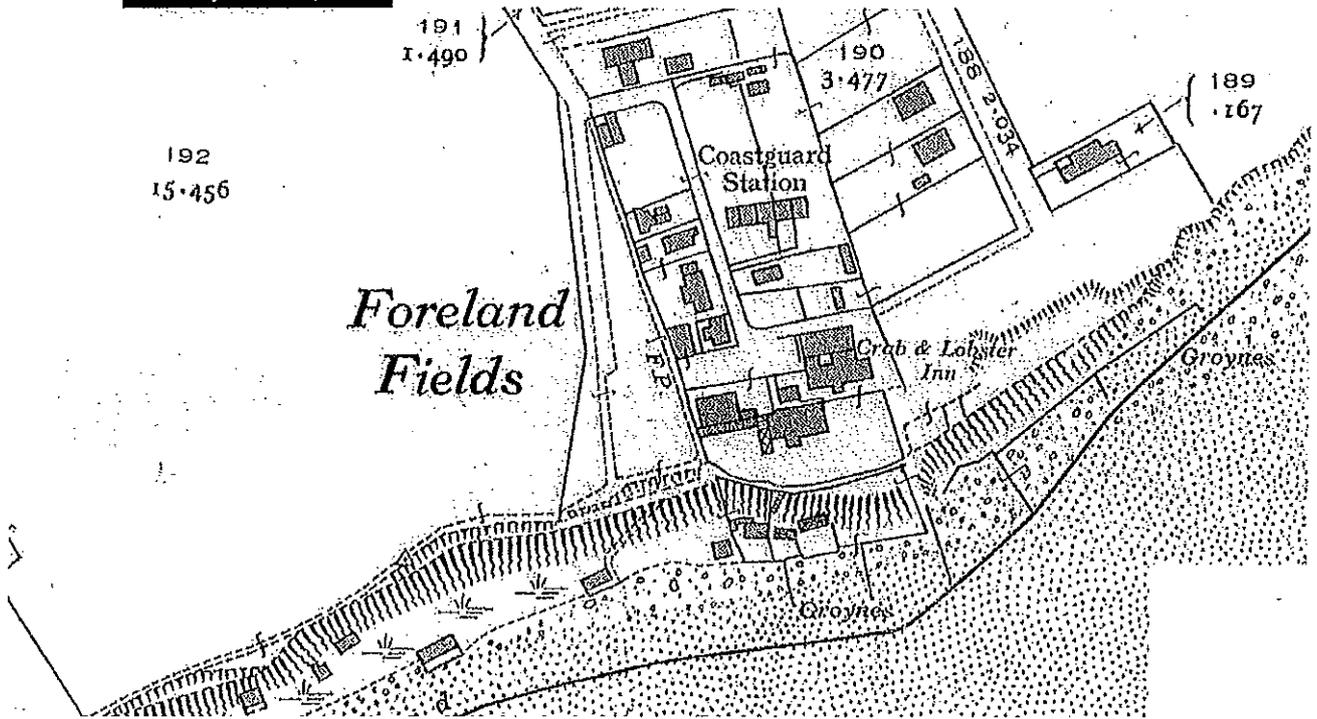 191
1·490
190
3·477
188 2·034
189
·167
192
15·456
Coastguard
Station
Foreland
Fields
F.P.
Crab & Lobster
Inn
Groynes
Groynes